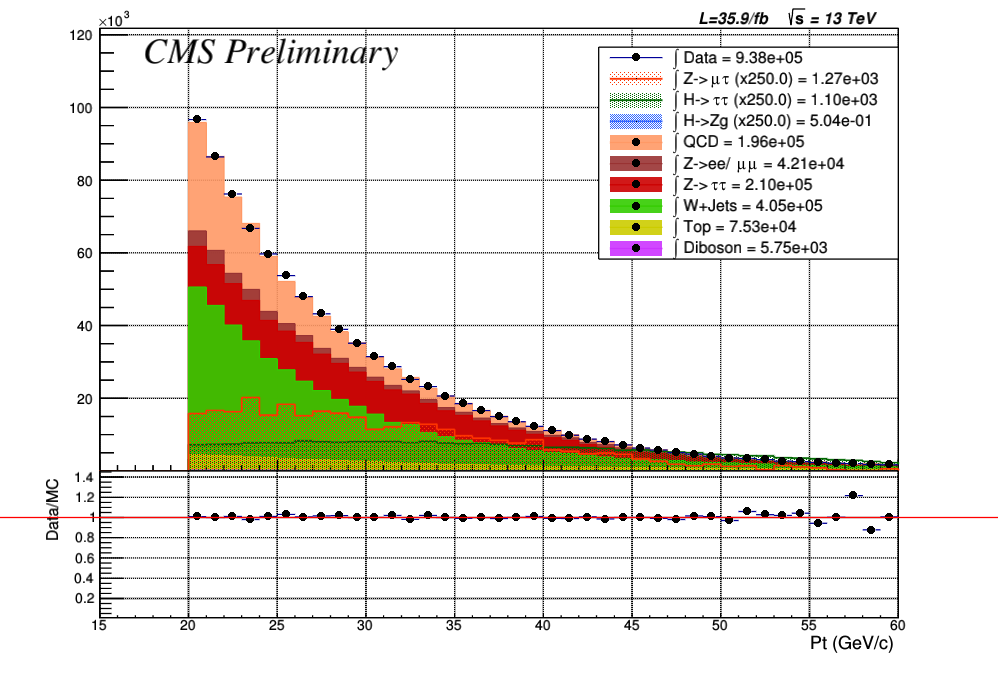 ×10³
L=35.9/fb √s = 13 TeV
CMS Preliminary
∫ Data = 9.38e+05
∫ Z->μτ (x250.0) = 1.27e+03
∫ H->ττ (x250.0) = 1.10e+03
∫ H->Zg (x250.0) = 5.04e-01
∫ QCD = 1.96e+05
∫ Z->ee/ μμ = 4.21e+04
∫ Z->ττ = 2.10e+05
∫ W+Jets = 4.05e+05
∫ Top = 7.53e+04
∫ Diboson = 5.75e+03
120
100
80
60
40
20
Data/MC
1.4
1.2
1
0.8
0.6
0.4
0.2
15 20 25 30 35 40 45 50 55 60
Pt (GeV/c)